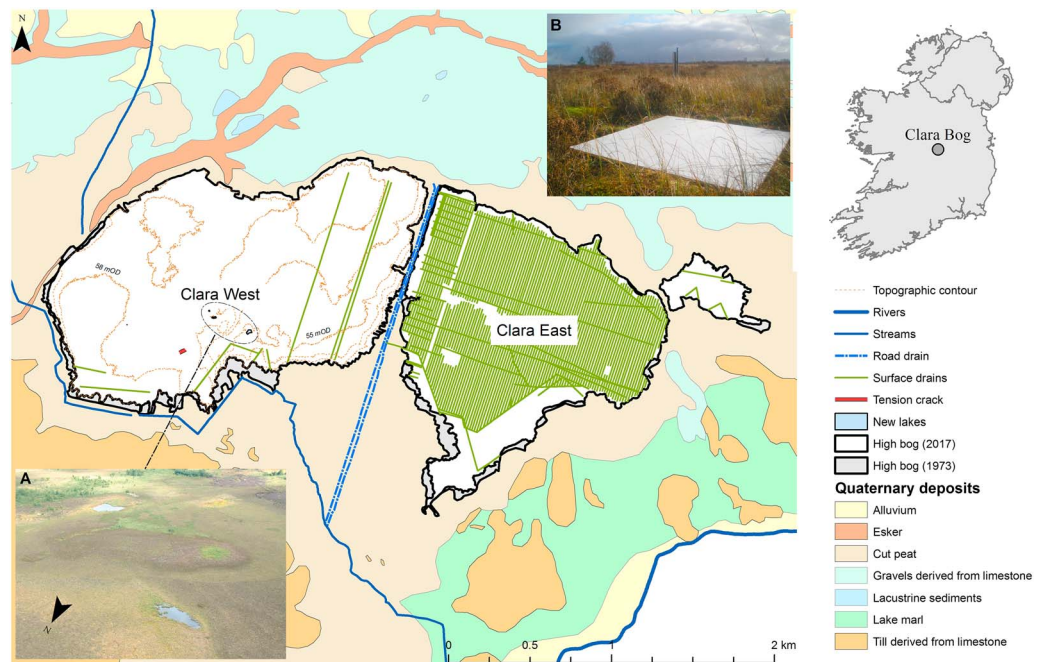 N
B
58 mOD
Clara West
55 mOD
Clara East
A
N
0
0.5
2 km
Clara Bog
Topographic contour
Rivers
Streams
Road drain
Surface drains
Tension crack
New lakes
High bog (2017)
High bog (1973)
Quaternary deposits
Alluvium
Esker
Cut peat
Gravels derived from limestone
Lacustrine sediments
Lake marl
Till derived from limestone